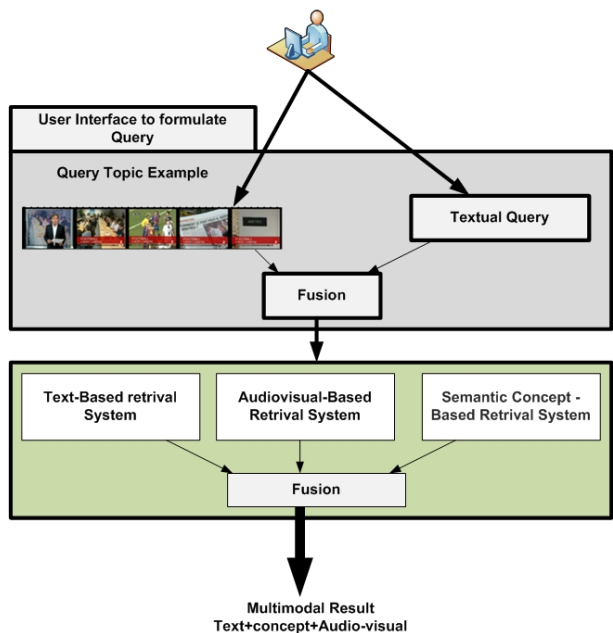 User Interface to formulate
Query
Query Topic Example
Textual Query
Fusion
Text-Based retrival
System
Audiovisual-Based
Retrival System
Semantic Concept -
Based Retrival System
Fusion
Multimodal Result
Text+concept+Audio-visual